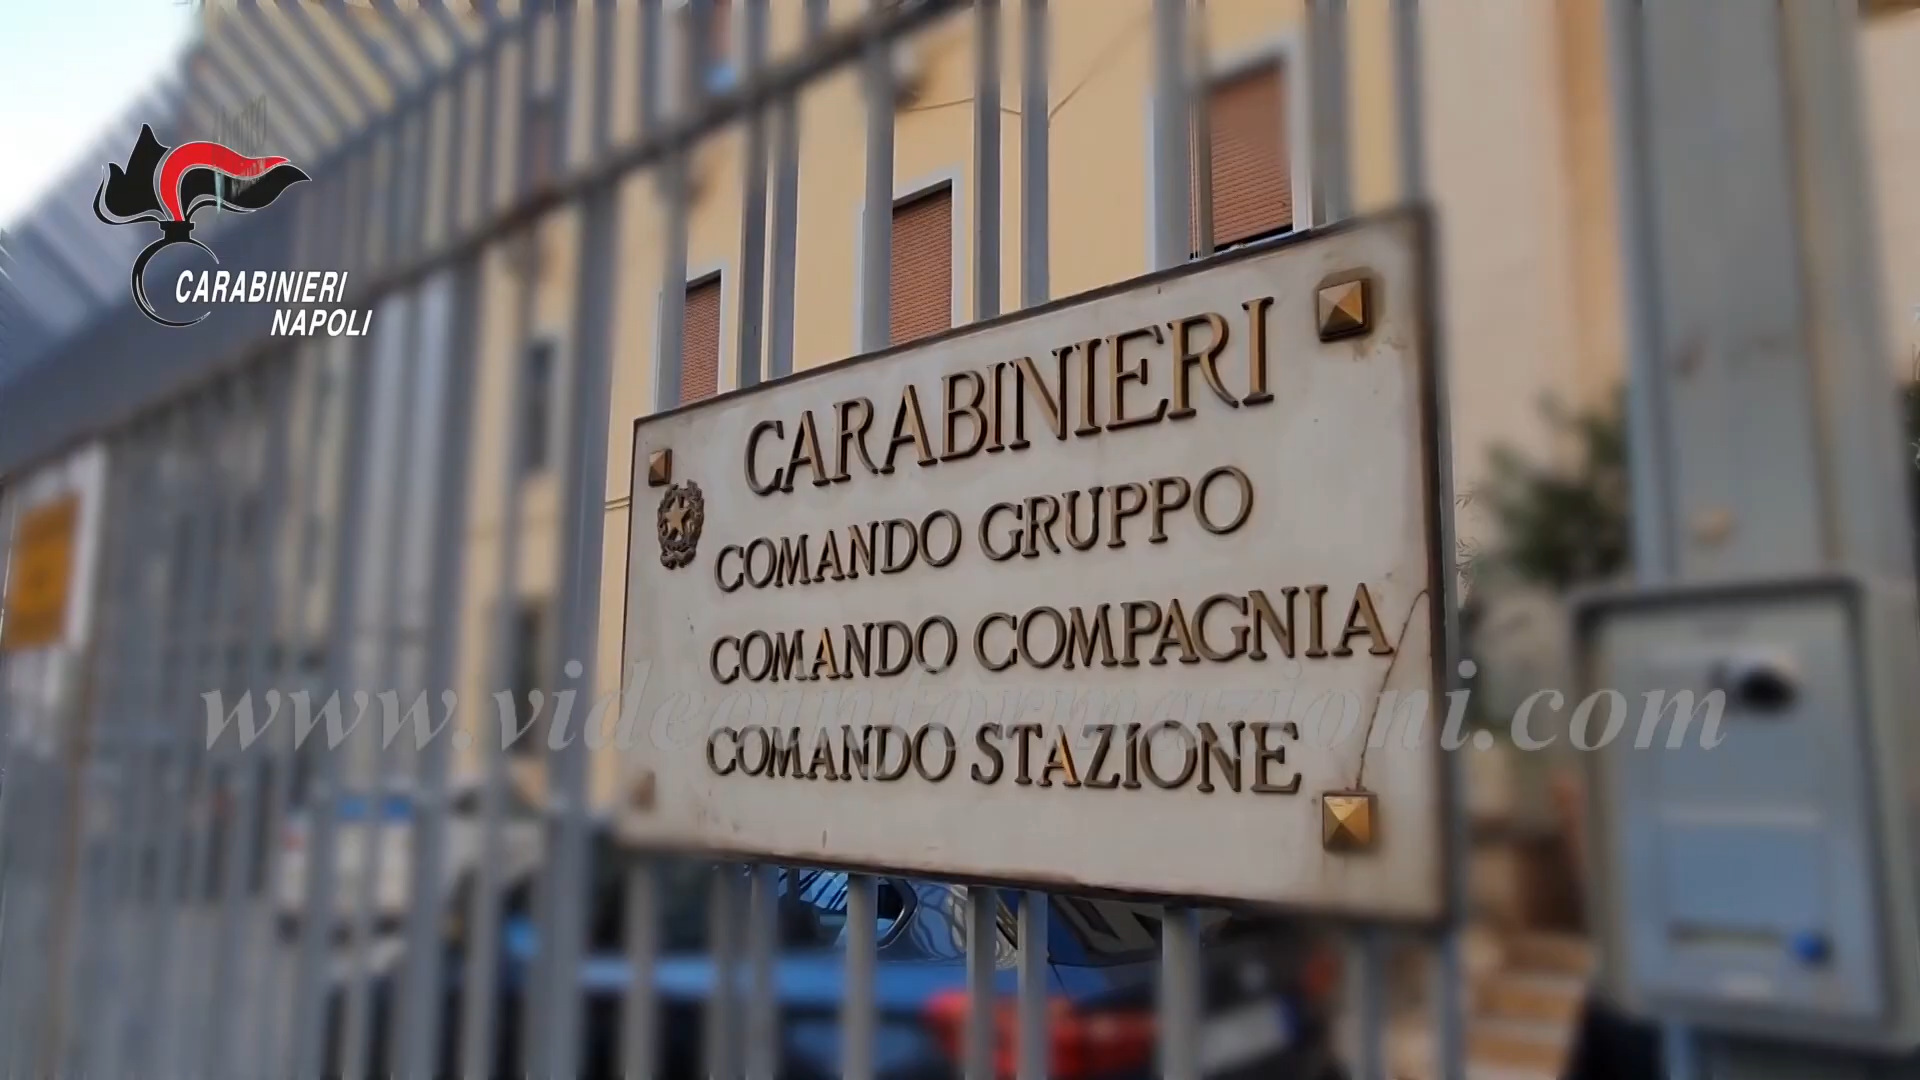 CARABINIERI
NAPOLI
CARABINIERI
COMANDO GRUPPO
COMANDO COMPAGNIA
COMANDO STAZIONE
www.videoinformazioni.com